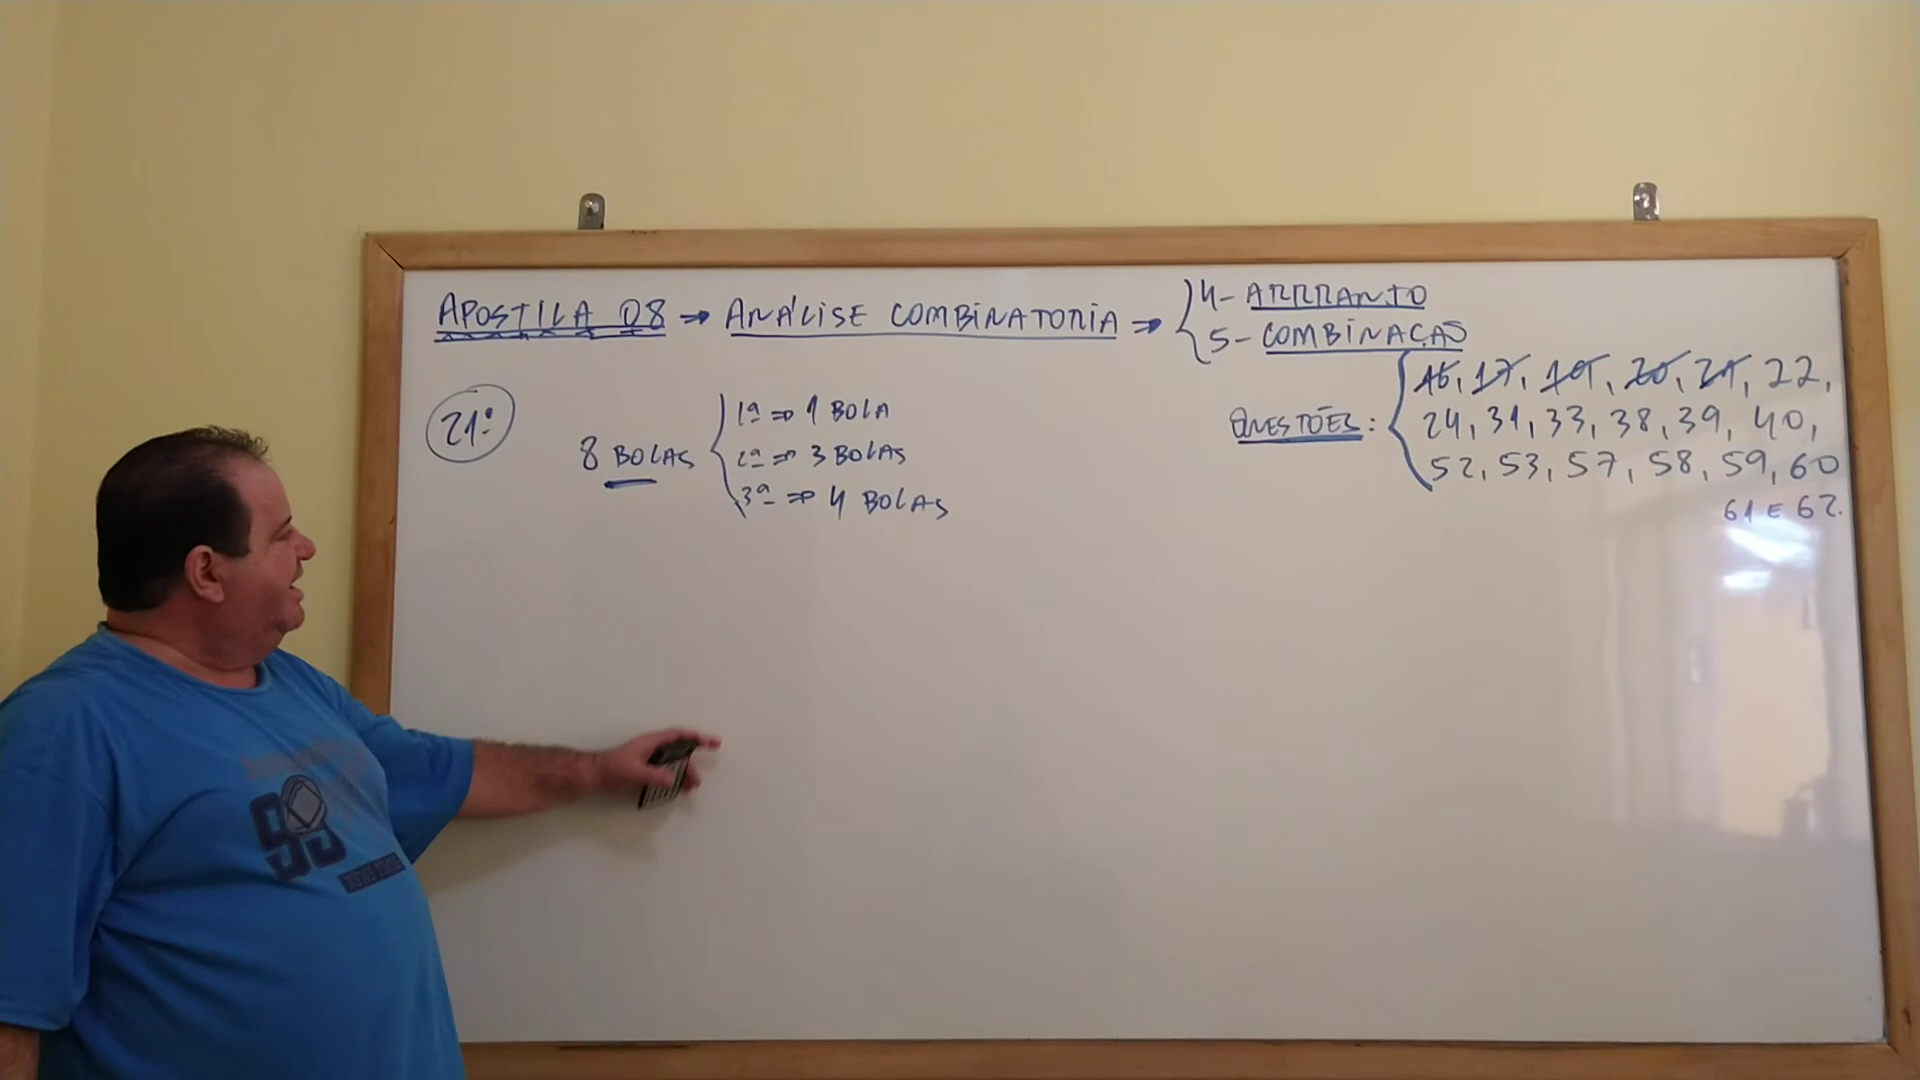 APOSTILA 08 ⇒ ANÁLISE COMBINATÓRIA ⇒ { 4- ARRRANJO
5- COMBINAÇÃO
QUESTÕES: { 16, 17, 19, 20, 21, 22,
24, 31, 33, 38, 39, 40,
52, 53, 57, 58, 59, 60
61 E 62.
21º
8 BOLAS { 1ª ⇒ 1 BOLA
2ª ⇒ 3 BOLAS
3ª ⇒ 4 BOLAS
93